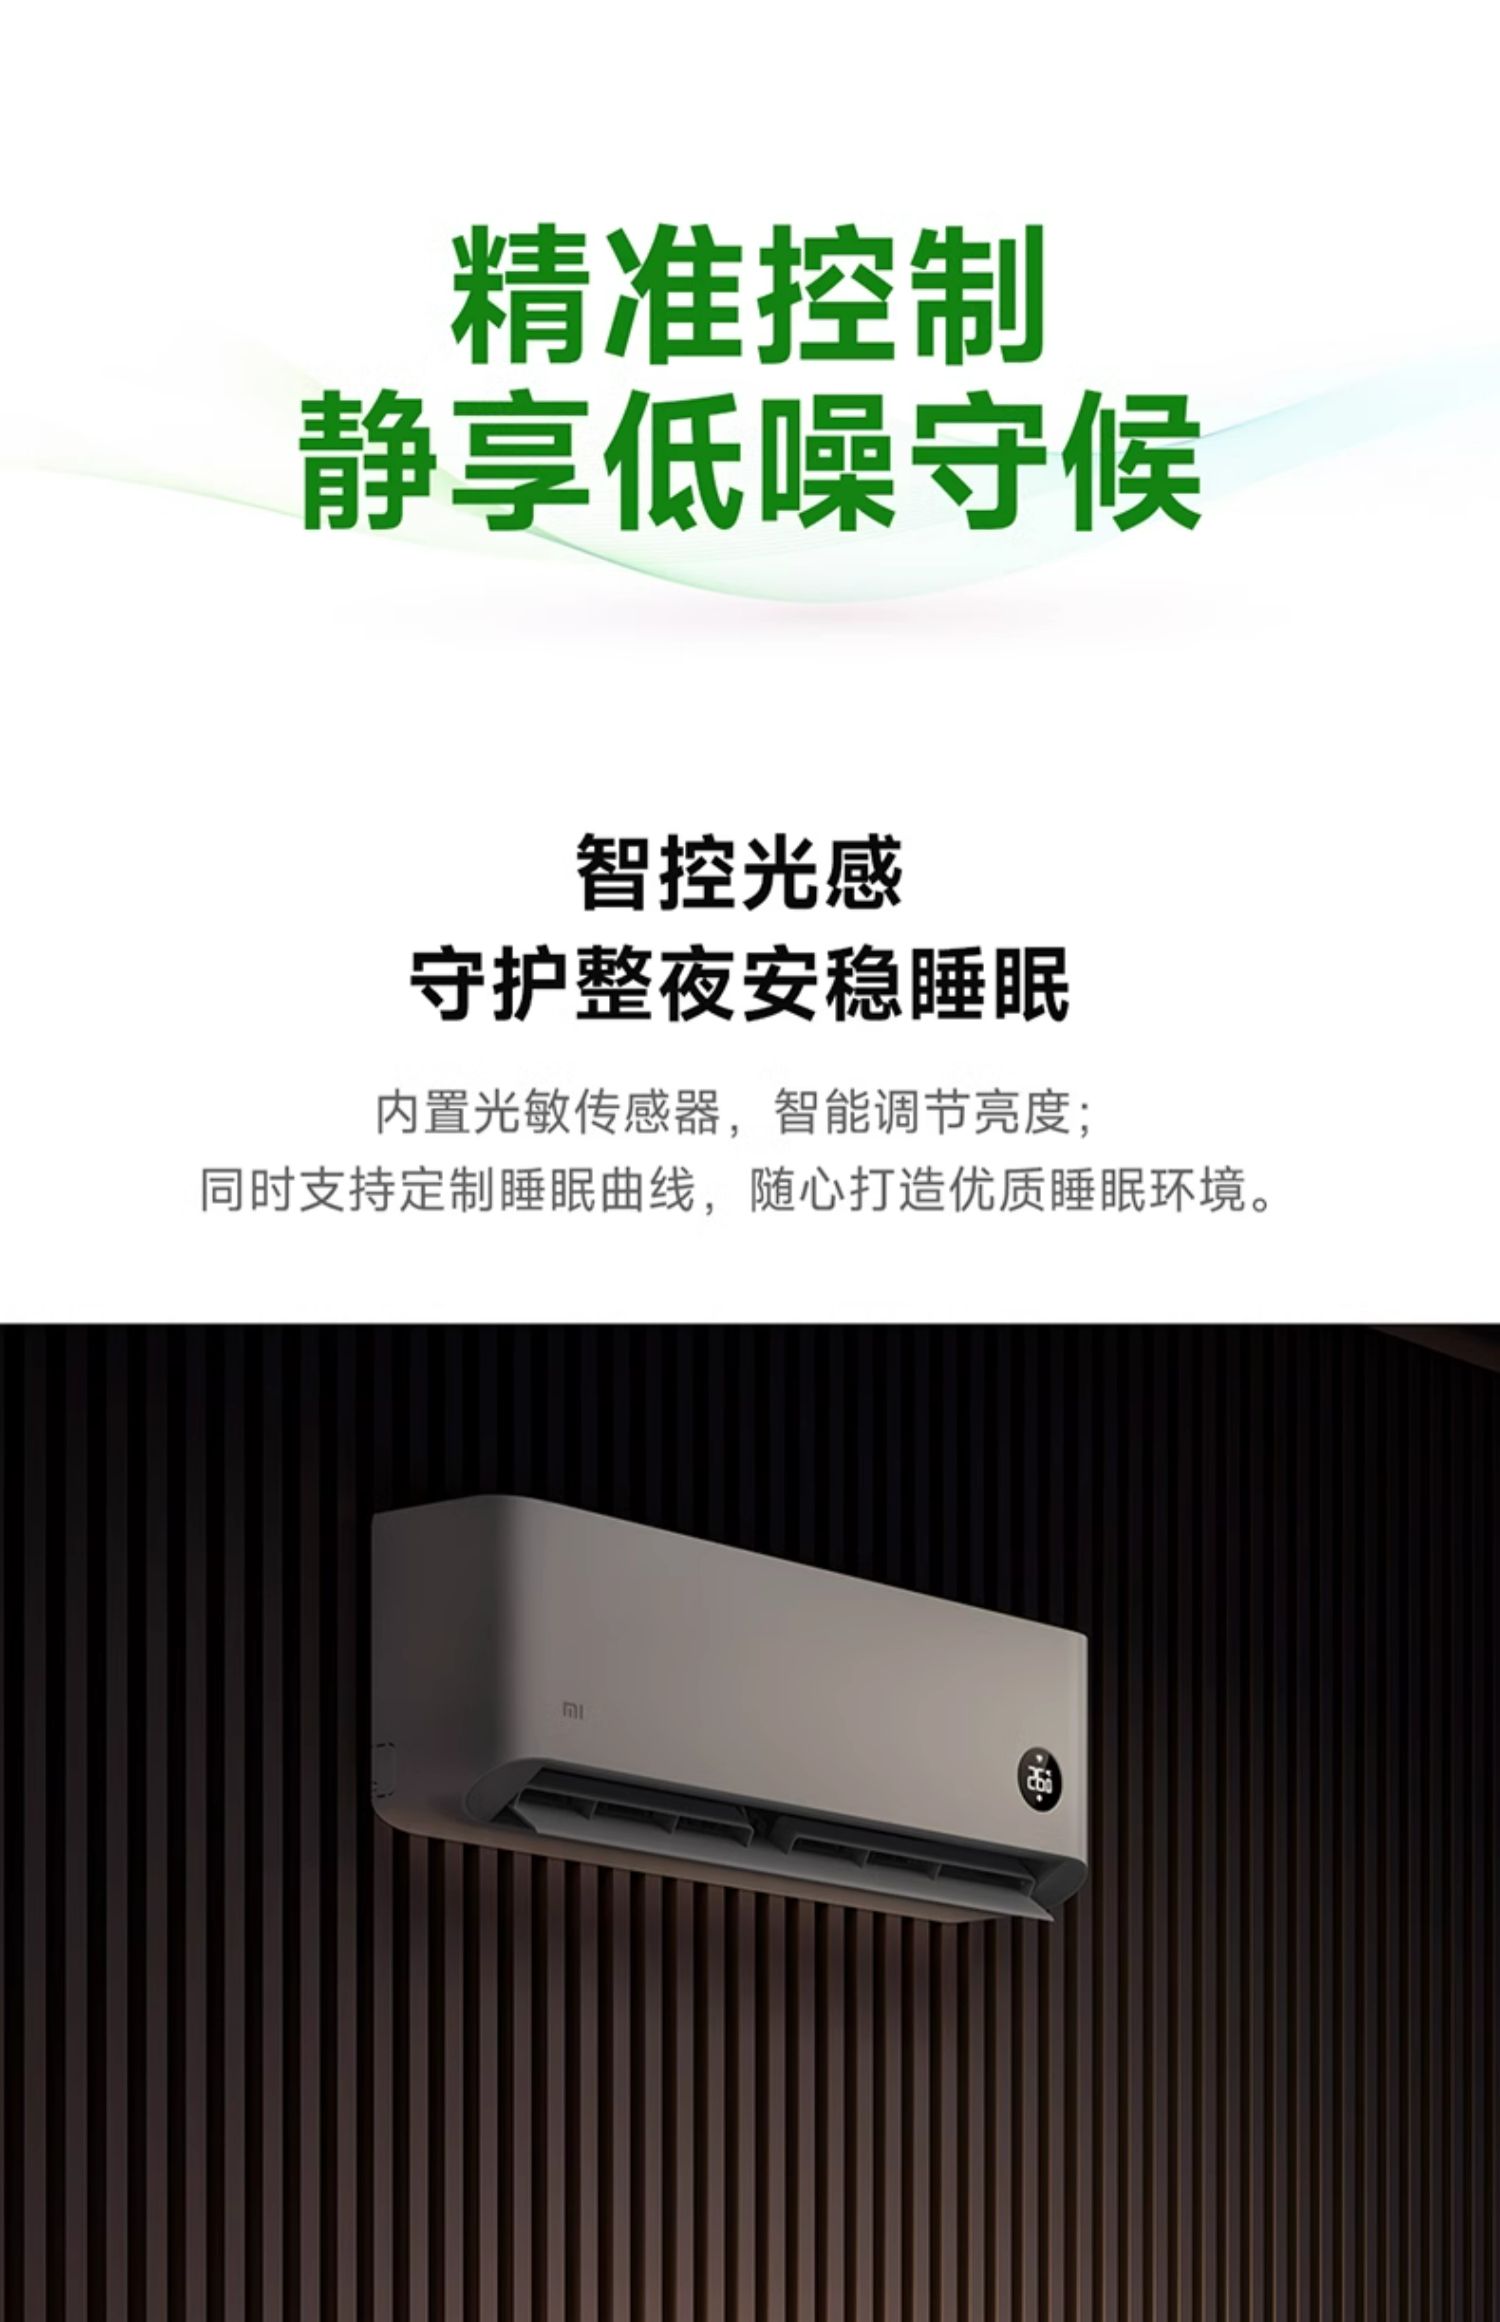 精准控制
静享低噪守候
智控光感
守护整夜安稳睡眠
内置光敏传感器，智能调节亮度；
同时支持定制睡眠曲线，随心打造优质睡眠环境。
mi
26.0